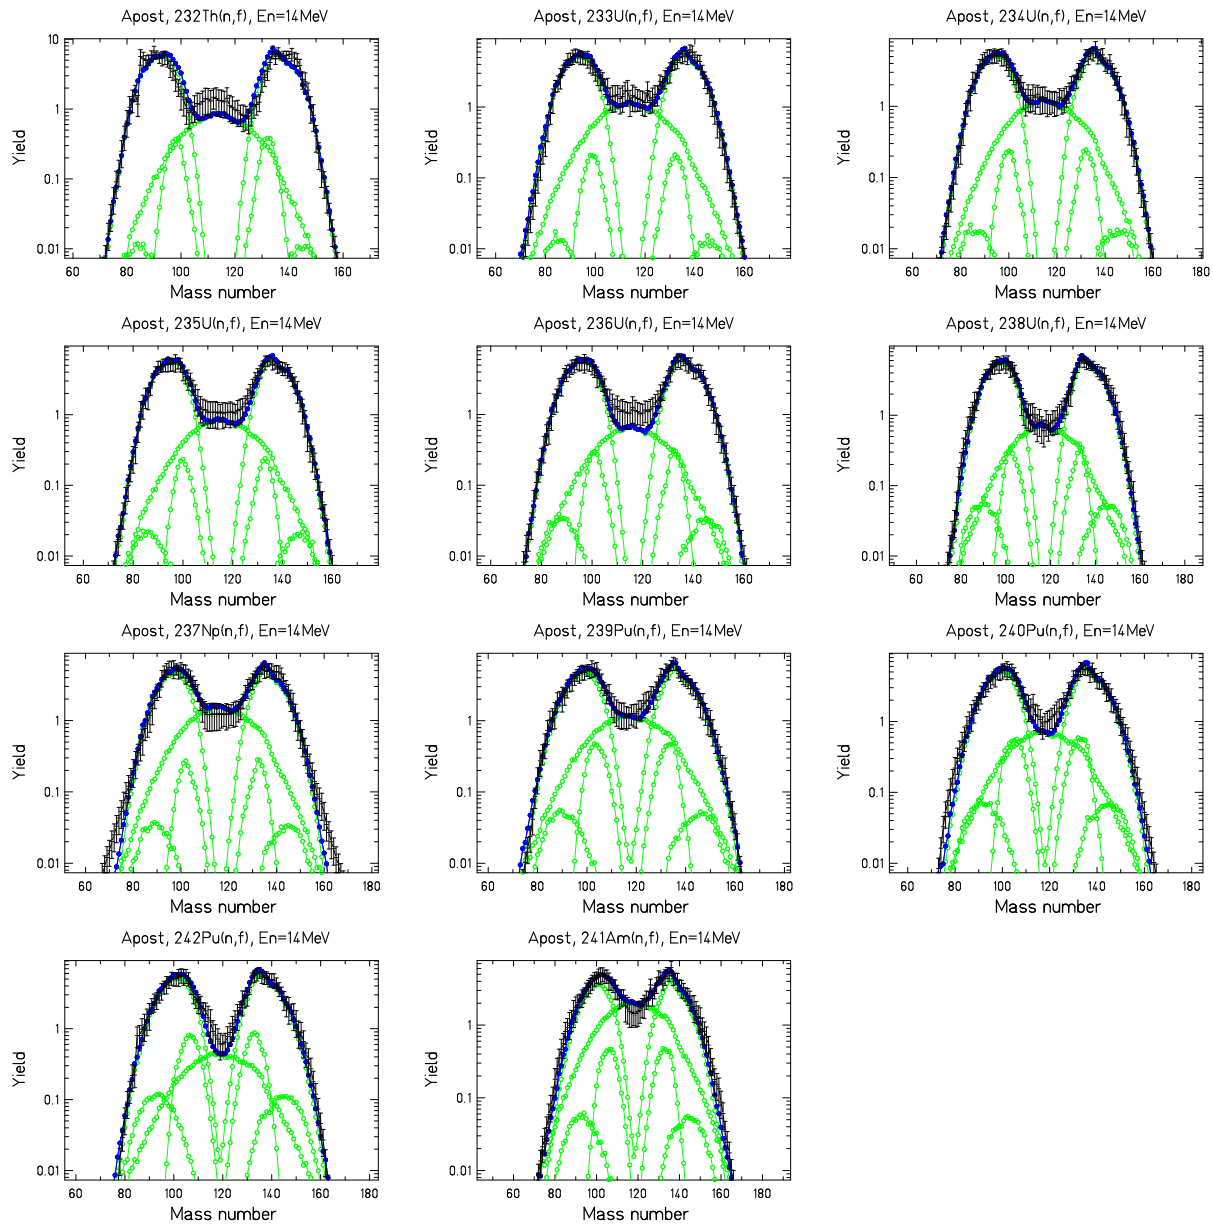 Apost, 232Th(n,f), En=14MeV
Apost, 233U(n,f), En=14MeV
Apost, 234U(n,f), En=14MeV
10
1
0.1
0.01
Yield
60 80 100 120 140 160
Mass number
1
0.1
0.01
Yield
60 80 100 120 140 160
Mass number
1
0.1
0.01
Yield
60 80 100 120 140 160 180
Mass number
Apost, 235U(n,f), En=14MeV
Apost, 236U(n,f), En=14MeV
Apost, 238U(n,f), En=14MeV
1
0.1
0.01
Yield
60 80 100 120 140 160
Mass number
1
0.1
0.01
Yield
60 80 100 120 140 160
Mass number
1
0.1
0.01
Yield
60 80 100 120 140 160 180
Mass number
Apost, 237Np(n,f), En=14MeV
Apost, 239Pu(n,f), En=14MeV
Apost, 240Pu(n,f), En=14MeV
1
0.1
0.01
Yield
60 80 100 120 140 160 180
Mass number
1
0.1
0.01
Yield
60 80 100 120 140 160 180
Mass number
1
0.1
0.01
Yield
60 80 100 120 140 160 180
Mass number
Apost, 242Pu(n,f), En=14MeV
Apost, 241Am(n,f), En=14MeV
1
0.1
0.01
Yield
60 80 100 120 140 160 180
Mass number
1
0.1
0.01
Yield
60 80 100 120 140 160 180
Mass number